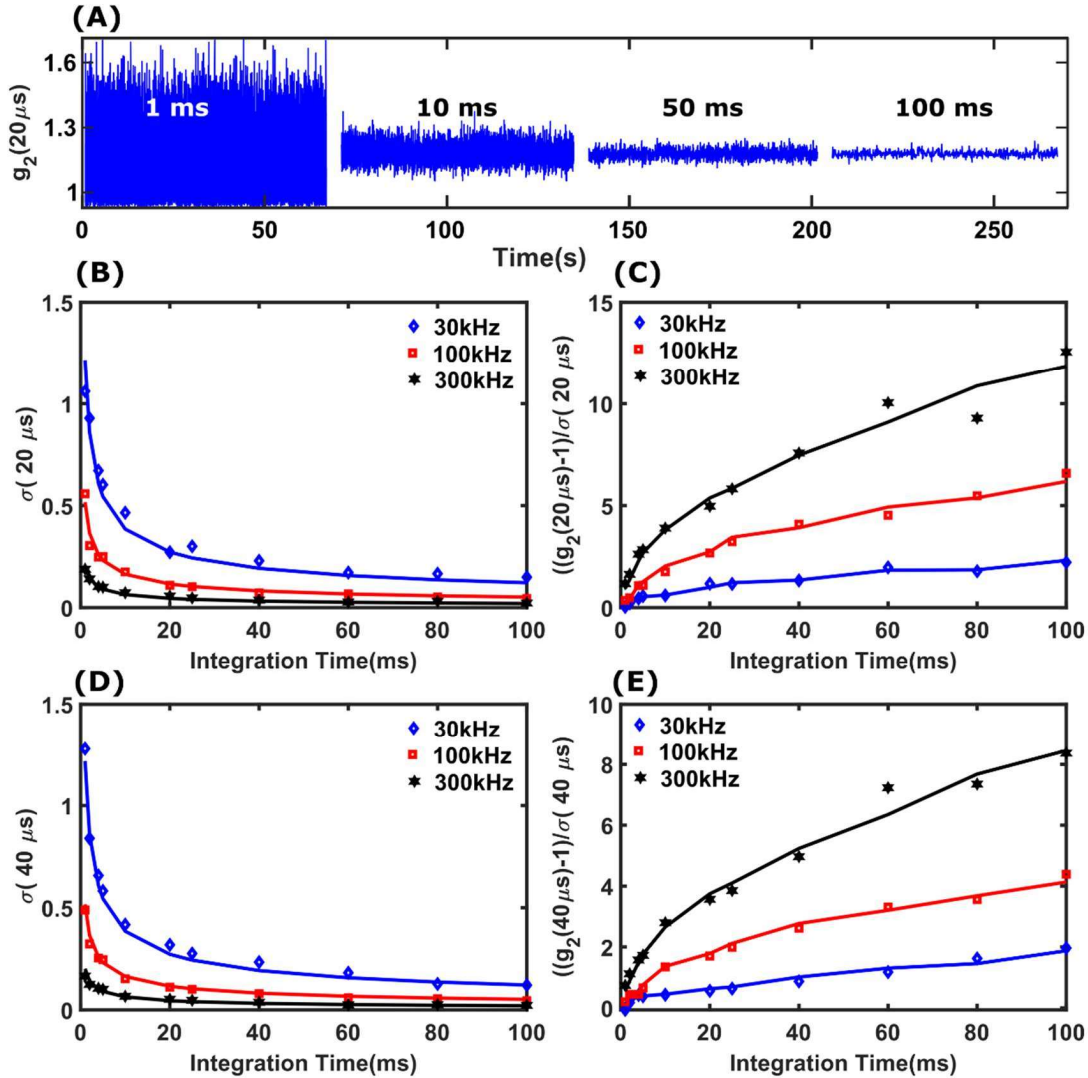 (A)
g2(20μs)
1.6
1.3
1
1 ms
10 ms
50 ms
100 ms
0
50
100
150
200
250
Time(s)
(B)
σ( 20 μs)
1.5
1
0.5
0
30kHz
100kHz
300kHz
0
20
40
60
80
100
Integration Time(ms)
(C)
((g2(20μs)-1)/σ( 20 μs)
15
10
5
0
30kHz
100kHz
300kHz
0
20
40
60
80
100
Integration Time(ms)
(D)
σ( 40 μs)
1.5
1
0.5
0
30kHz
100kHz
300kHz
0
20
40
60
80
100
Integration Time(ms)
(E)
((g2(40μs)-1)/σ( 40 μs)
10
8
6
4
2
0
30kHz
100kHz
300kHz
0
20
40
60
80
100
Integration Time(ms)